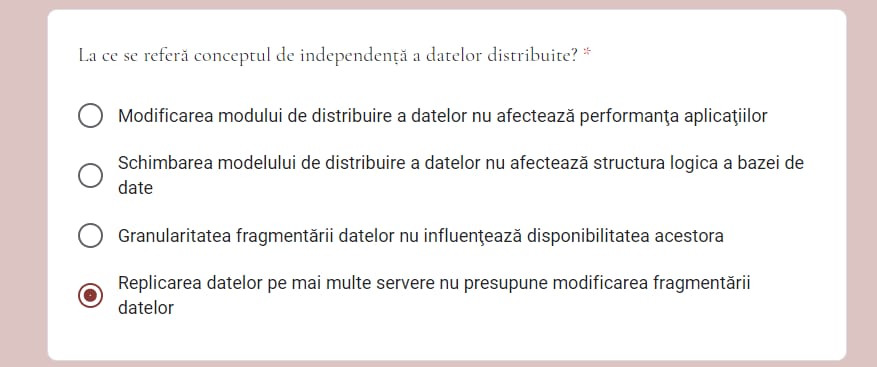 La ce se referă conceptul de independență a datelor distribuite? *
Modificarea modului de distribuire a datelor nu afectează performanţa aplicaţiilor
Schimbarea modelului de distribuire a datelor nu afectează structura logica a bazei de
date
Granularitatea fragmentării datelor nu influenţează disponibilitatea acestora
Replicarea datelor pe mai multe servere nu presupune modificarea fragmentării
datelor